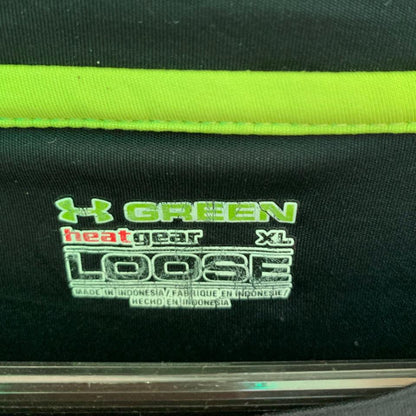 GREEN
heatgear XL
LOOSE
MADE IN INDONESIA / FABRIQUE EN INDONESIE /
HECHO EN INDONESIA